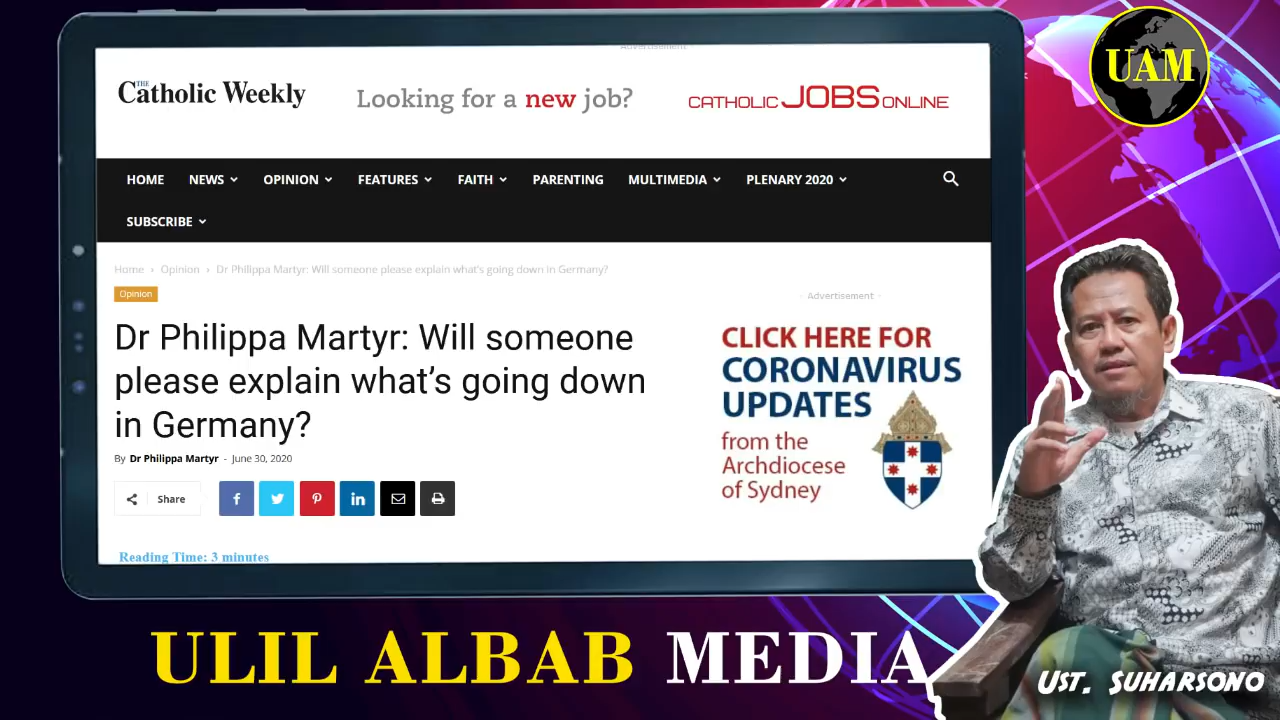 Advertisement -
UAM
THE
Catholic Weekly
Looking for a new job?
CATHOLIC JOBS ONLINE
HOME NEWS OPINION FEATURES FAITH PARENTING MULTIMEDIA PLENARY 2020
SUBSCRIBE
Home › Opinion › Dr Philippa Martyr: Will someone please explain what's going down in Germany?
Opinion
- Advertisement -
Dr Philippa Martyr: Will someone
please explain what's going down
in Germany?
By Dr Philippa Martyr - June 30, 2020
Share
Reading Time: 3 minutes
CLICK HERE FOR
CORONAVIRUS
UPDATES
from the
Archdiocese
of Sydney
ULIL ALBAB MEDIA
UST. SUHARSONO